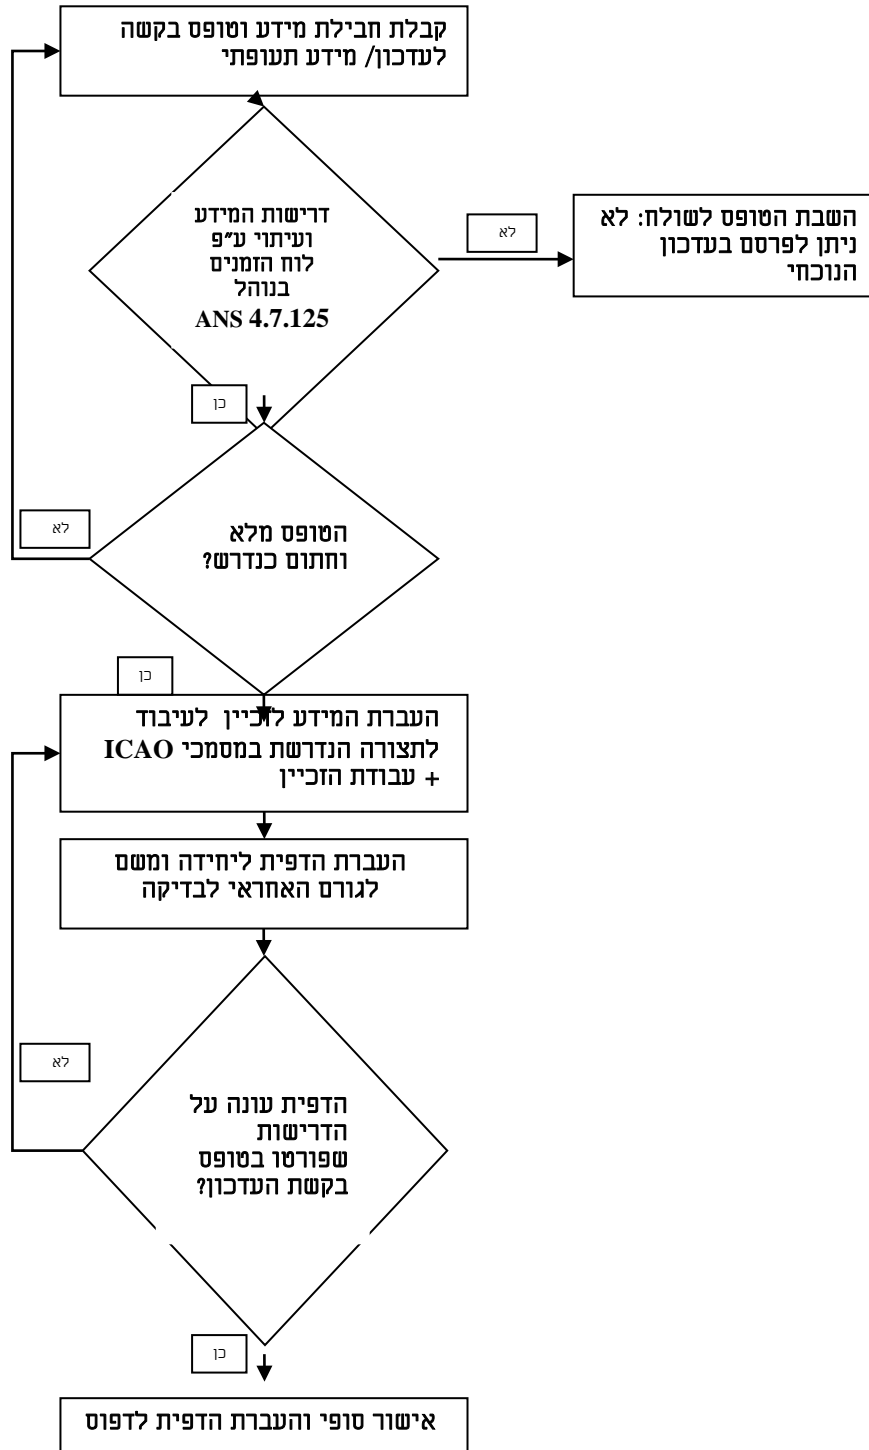 קבלת חבילת מידע וטופס בקשה
לעדכון/ מידע תעופתי
דרישות המידע
ועיתוי ע"פ
לוח הזמנים
בנוהל
ANS 4.7.125
לא
השבת הטופס לשולח: לא
ניתן לפרסם בעדכון
הנוכחי
כן
הטופס מלא
וחתום כנדרש?
לא
כן
העברת המידע לזכיין לעיבוד
לתצורה הנדרשת במסמכי ICAO
+ עבודת הזכיין
העברת הדפית ליחידה ומשם
לגורם האחראי לבדיקה
לא
הדפית עונה על
הדרישות
שפורטו בטופס
בקשת העדכון?
כן
אישור סופי והעברת הדפית לדפוס